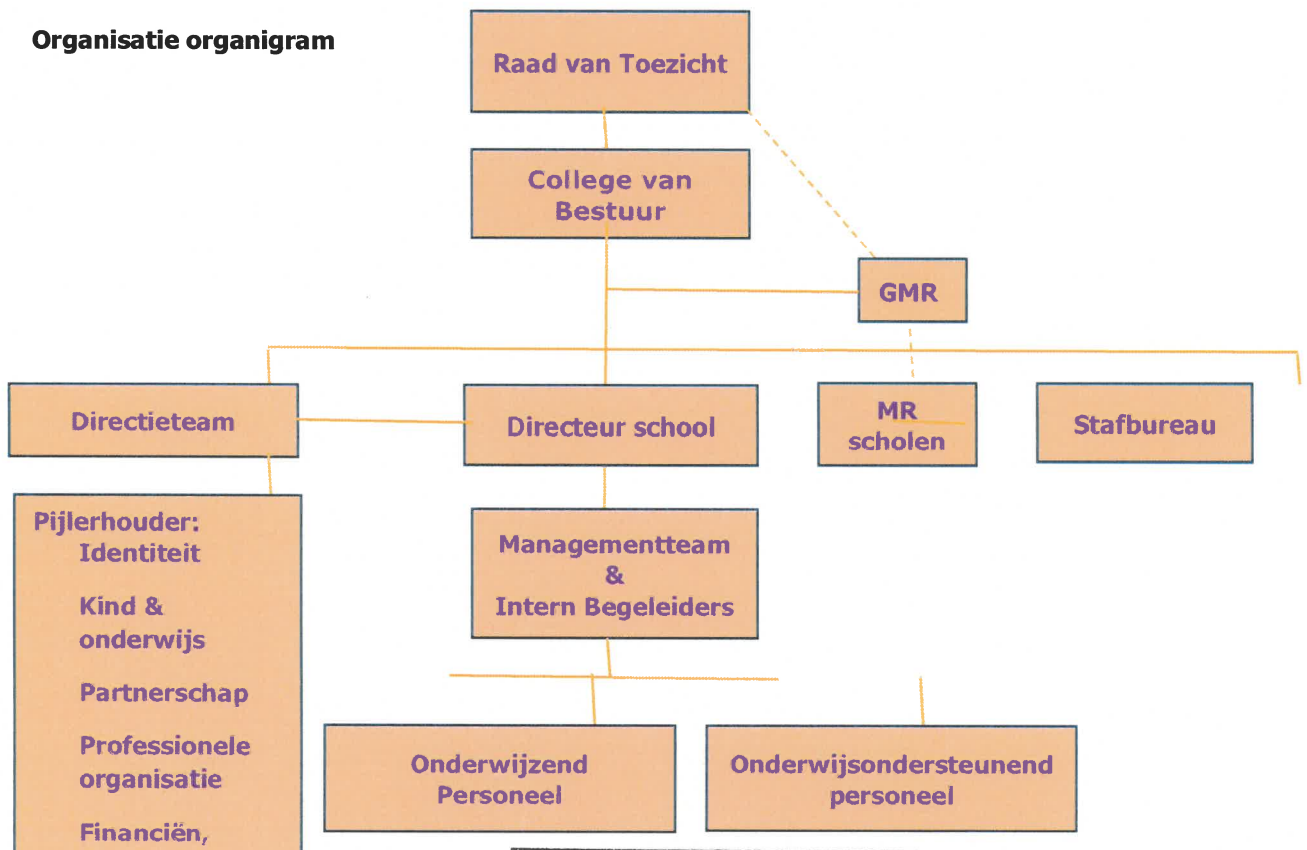 Organisatie organigram
Raad van Toezicht
College van
Bestuur
GMR
Directieteam
Directeur school
MR
scholen
Stafbureau
Pijlerhouder:
Identiteit
Kind &
onderwijs
Partnerschap
Professionele
organisatie
Financiën,
Managementteam
&
Intern Begeleiders
Onderwijzend
Personeel
Onderwijsondersteunend
personeel